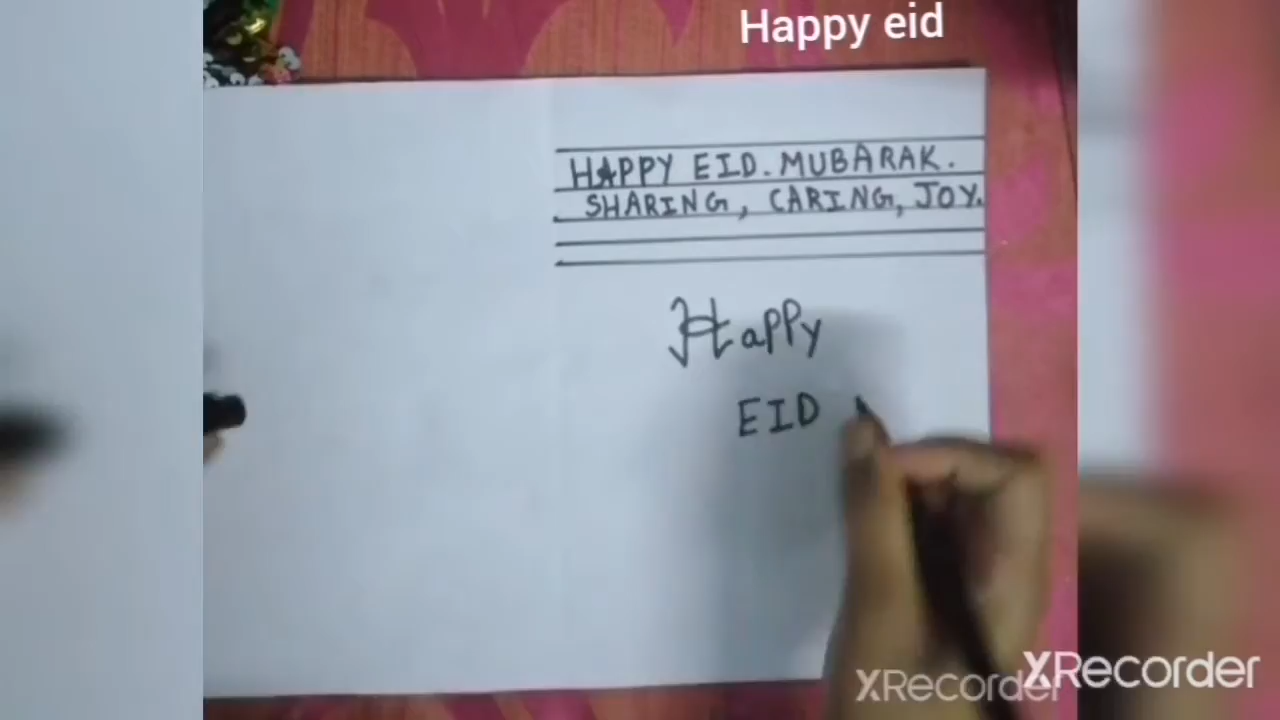 Happy eid
HAPPY EID. MUBARAK.
SHARING, CARING, JOY.
Happy
EID
XRecorder
XRecorder